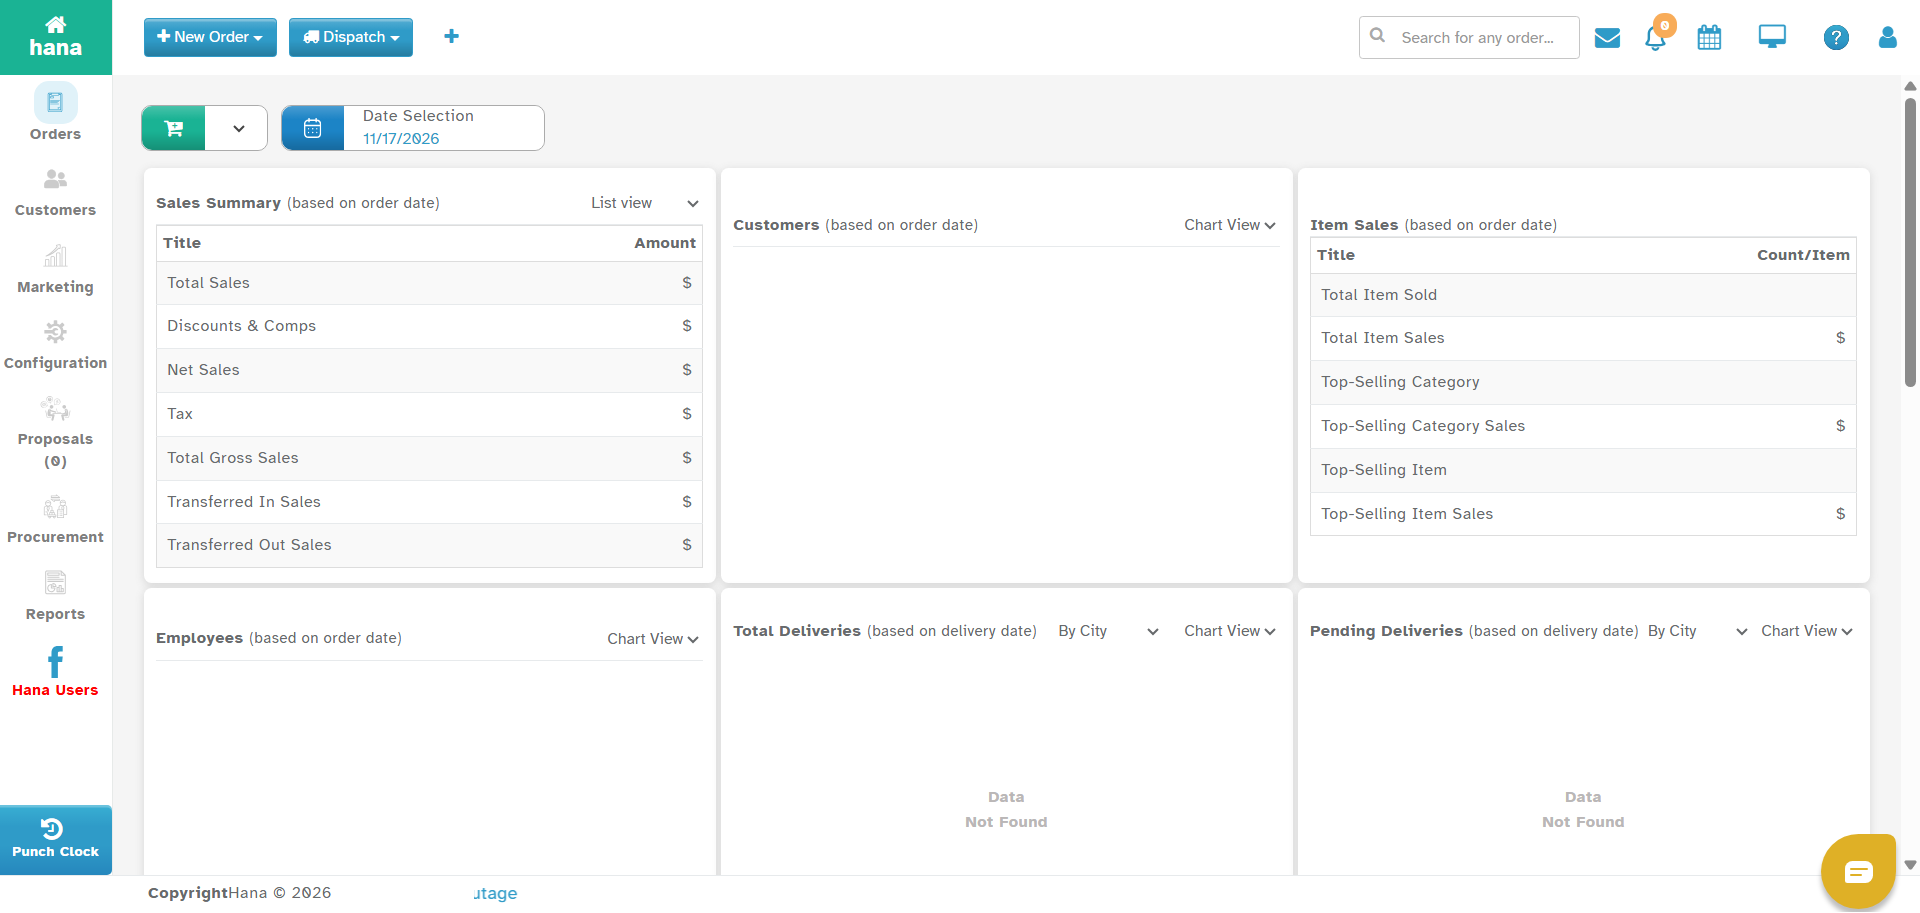 hana
New Order
Dispatch
Search for any order...
0
?
Orders
Customers
Marketing
Configuration
Proposals
(0)
Procurement
Reports
Hana Users
Punch Clock
Date Selection
11/17/2026
Sales Summary (based on order date)
List view
Title Amount
Total Sales $
Discounts & Comps $
Net Sales $
Tax $
Total Gross Sales $
Transferred In Sales $
Transferred Out Sales $
Customers (based on order date)
Chart View
Item Sales (based on order date)
Title Count/Item
Total Item Sold
Total Item Sales $
Top-Selling Category
Top-Selling Category Sales $
Top-Selling Item
Top-Selling Item Sales $
Employees (based on order date)
Chart View
Total Deliveries (based on delivery date)
By City
Chart View
Data
Not Found
Pending Deliveries (based on delivery date)
By City
Chart View
Data
Not Found
CopyrightHana © 2026
utage